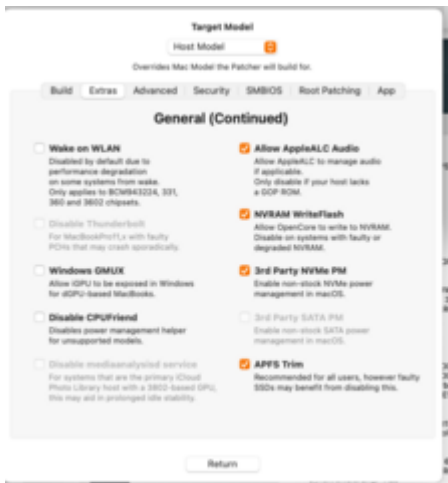 Target Model
Host Model
Overrides Mac Model the Patcher will build for.
Build Extras Advanced Security SMBIOS Root Patching App
General (Continued)
Wake on WLAN
Disabled by default due to
performance degradation
on some systems from wake.
Only applies to BCM943224, 331,
360 and 3602 chipsets.
Disable Thunderbolt
For MacBookPro11,x with faulty
PCHs that may crash sporadically.
Windows GMUX
Allow iGPU to be exposed in Windows
for dGPU-based MacBooks.
Disable CPUFriend
Disables power management helper
for unsupported models.
Disable mediaanalysisd service
For systems that are the primary iCloud
Photo Library host with a 3802-based GPU,
this may aid in prolonged idle stability.
Allow AppleALC Audio
Allow AppleALC to manage audio
if applicable.
Only disable if your host lacks
a GOP ROM.
NVRAM WriteFlash
Allow OpenCore to write to NVRAM.
Disable on systems with faulty or
degraded NVRAM.
3rd Party NVMe PM
Enable non-stock NVMe power
management in macOS.
3rd Party SATA PM
Enable non-stock SATA power
management in macOS.
APFS Trim
Recommended for all users, however faulty
SSDs may benefit from disabling this.
Return